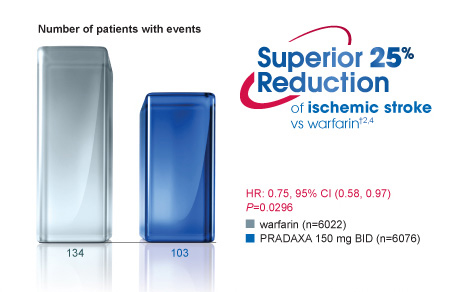 Number of patients with events
Superior 25%
Reduction
of ischemic stroke
vs warfarin†2,4
HR: 0.75, 95% CI (0.58, 0.97)
P=0.0296
warfarin (n=6022)
PRADAXA 150 mg BID (n=6076)
134
103